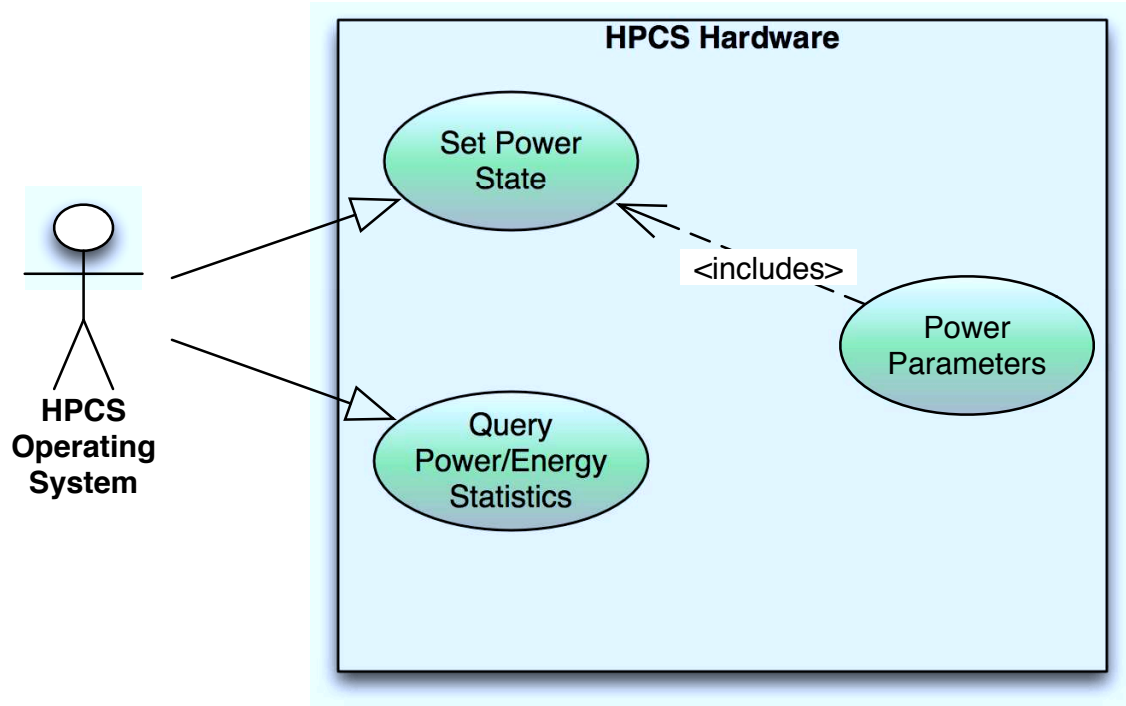 HPCS Hardware
Set Power
State
<includes>
Power
Parameters
HPCS
Operating
System
Query
Power/Energy
Statistics